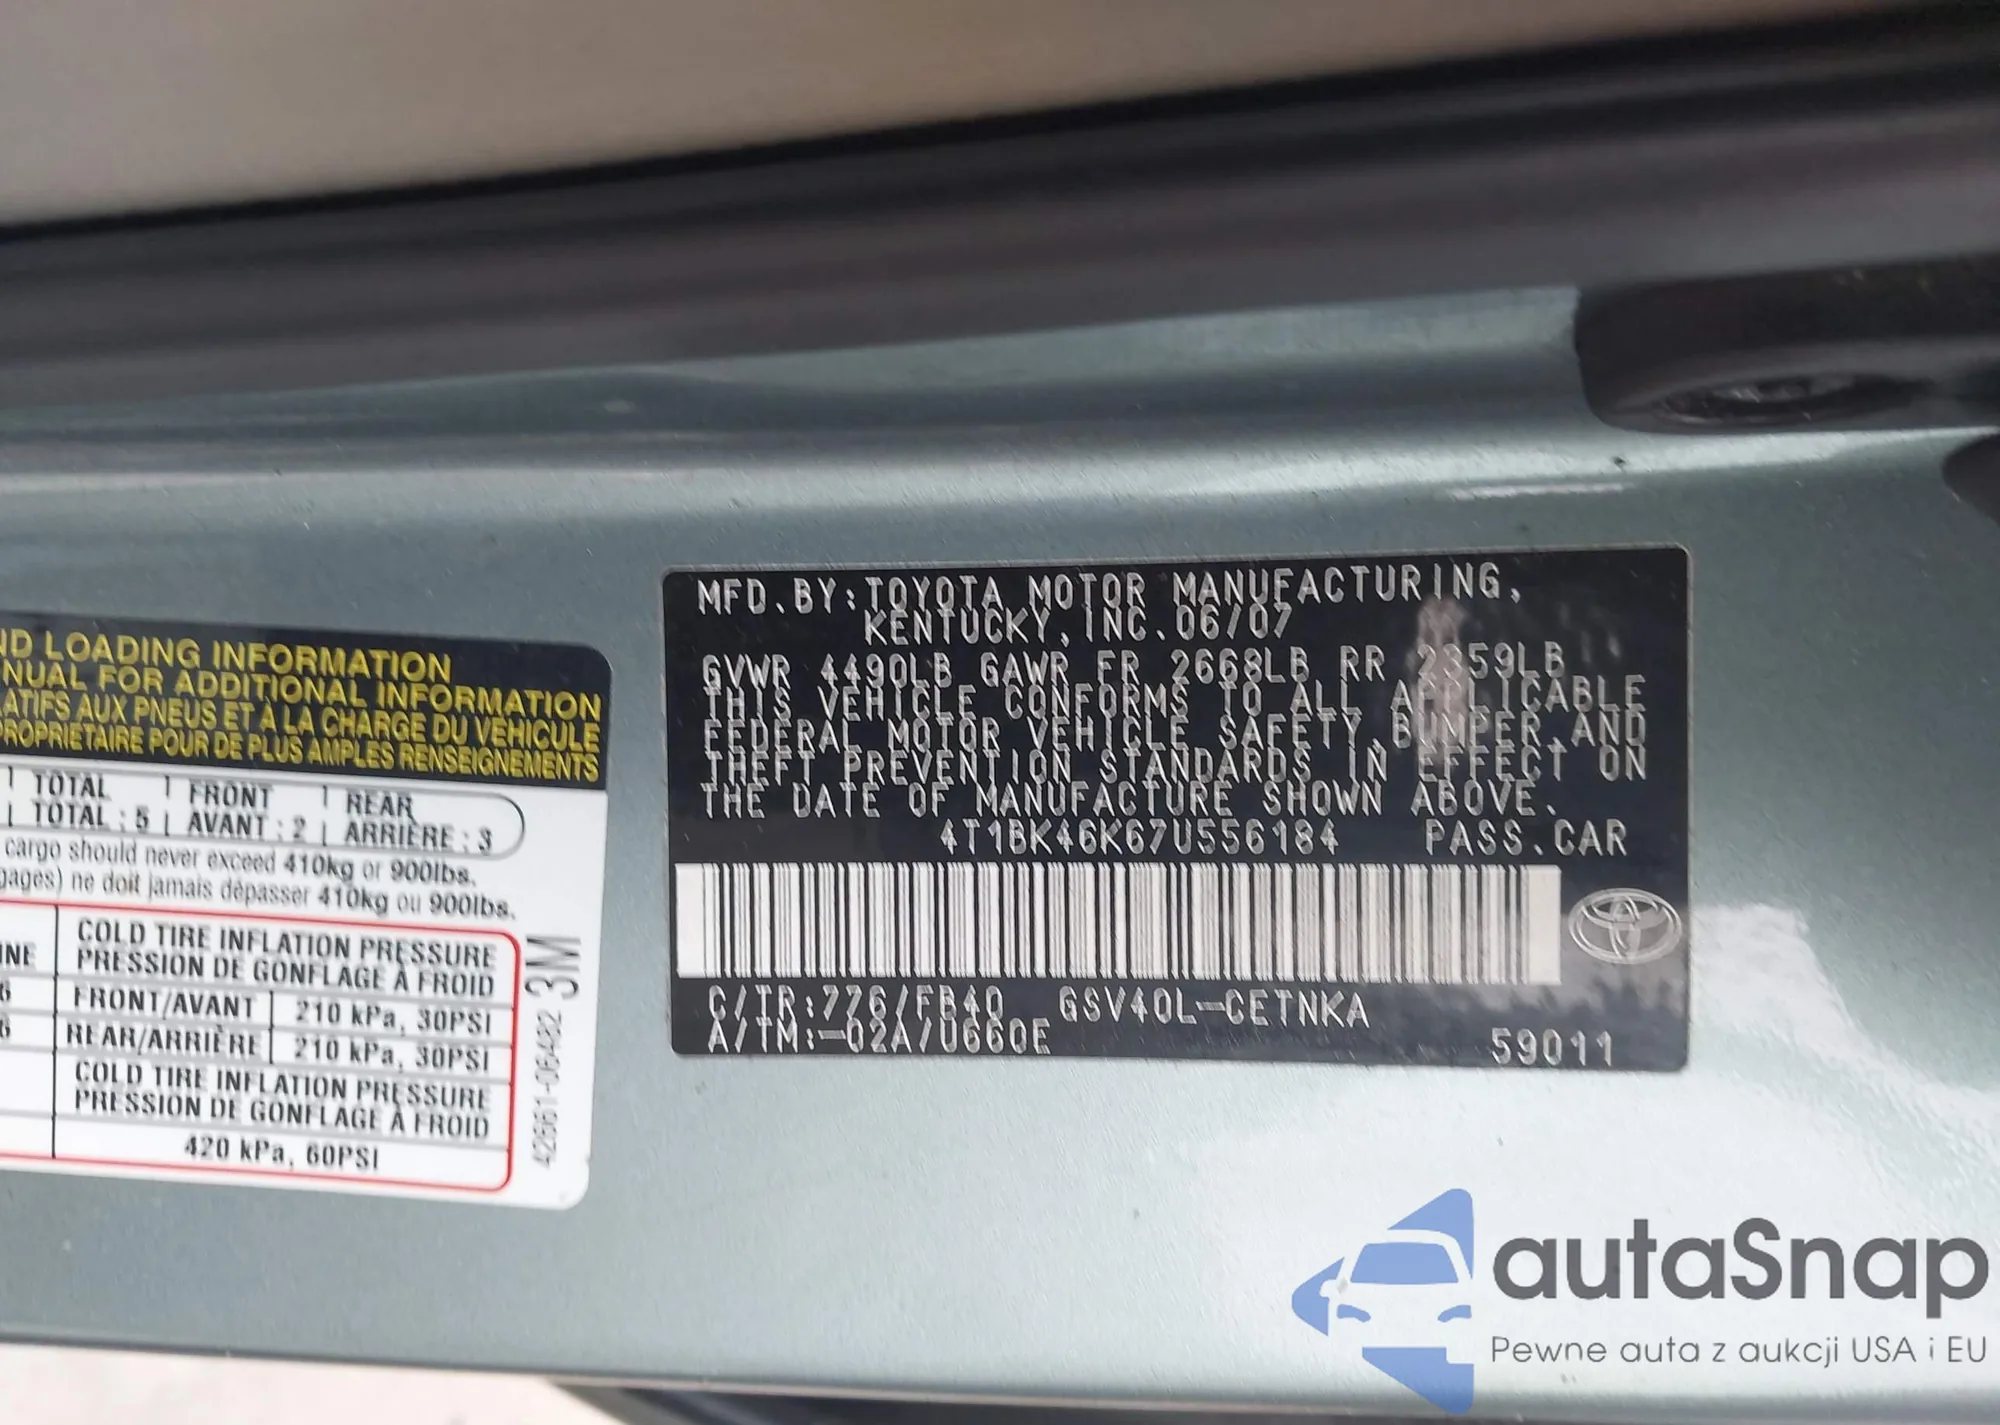 ND LOADING INFORMATION
NUAL FOR ADDITIONAL INFORMATION
LATIFS AUX PNEUS ET À LA CHARGE DU VÉHICULE
PROPRIÉTAIRE POUR DE PLUS AMPLES RENSEIGNEMENTS
TOTAL FRONT REAR
TOTAL : 5 AVANT : 2 ARRIÈRE : 3
cargo should never exceed 410kg or 900lbs.
gages) ne doit jamais dépasser 410kg ou 900lbs.
COLD TIRE INFLATION PRESSURE
PRESSION DE GONFLAGE À FROID
FRONT/AVANT 210 kPa, 30PSI
REAR/ARRIÈRE 210 kPa, 30PSI
COLD TIRE INFLATION PRESSURE
PRESSION DE GONFLAGE À FROID
420 kPa, 60PSI
42661-06482 3M
MFD. BY: TOYOTA MOTOR MANUFACTURING,
KENTUCKY, INC. 06/07
GVWR 4490LB GAWR FR 2668LB RR 2359LB
THIS VEHICLE CONFORMS TO ALL APPLICABLE
FEDERAL MOTOR VEHICLE SAFETY, BUMPER, AND
THEFT PREVENTION STANDARDS IN EFFECT ON
THE DATE OF MANUFACTURE SHOWN ABOVE.
4T1BK46K67U556184 PASS. CAR
C/TR:776/FB40 GSV40L-CETNKA
A/TM:-02A/U660E 59011
autaSnap
Pewne auta z aukcji USA i EU